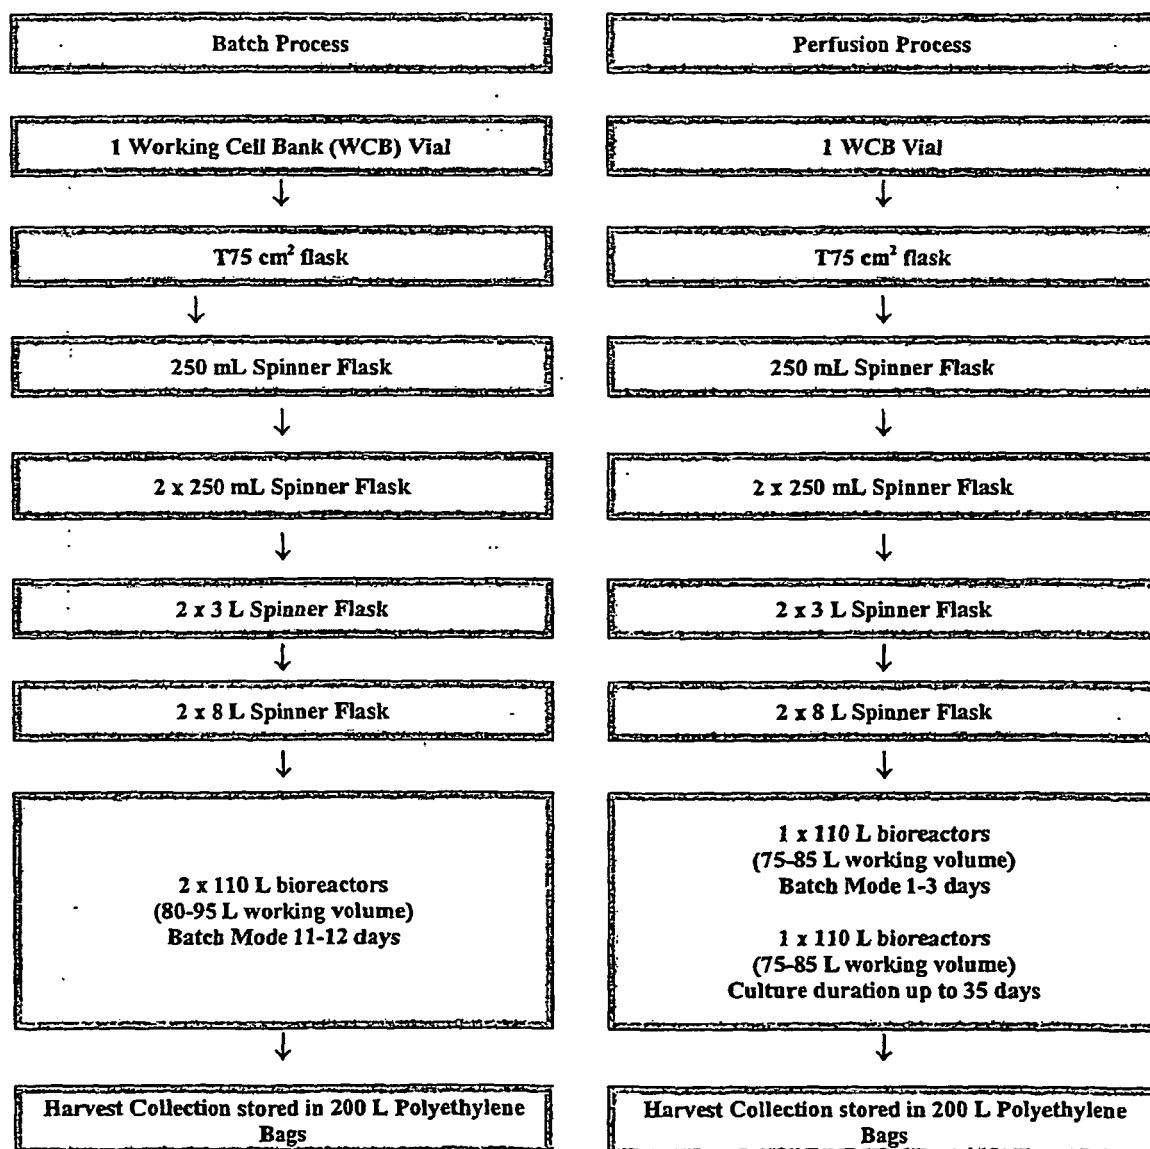 Batch Process
1 Working Cell Bank (WCB) Vial
↓
T75 cm² flask
↓
250 mL Spinner Flask
↓
2 x 250 mL Spinner Flask
↓
2 x 3 L Spinner Flask
↓
2 x 8 L Spinner Flask
↓
2 x 110 L bioreactors
(80-95 L working volume)
Batch Mode 11-12 days
↓
Harvest Collection stored in 200 L Polyethylene
Bags
Perfusion Process
1 WCB Vial
↓
T75 cm² flask
↓
250 mL Spinner Flask
↓
2 x 250 mL Spinner Flask
↓
2 x 3 L Spinner Flask
↓
2 x 8 L Spinner Flask
↓
1 x 110 L bioreactors
(75-85 L working volume)
Batch Mode 1-3 days
1 x 110 L bioreactors
(75-85 L working volume)
Culture duration up to 35 days
↓
Harvest Collection stored in 200 L Polyethylene
Bags